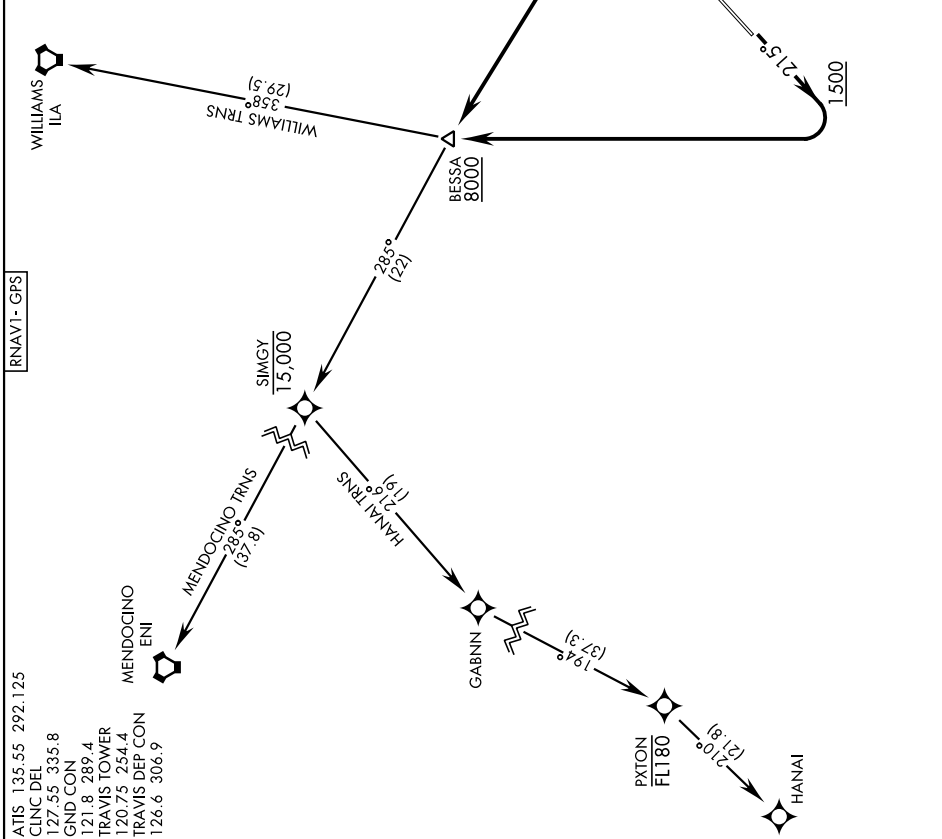 ATIS 135.55 292.125
CLNC DEL
127.55 335.8
GND CON
121.8 289.4
TRAVIS TOWER
120.75 254.4
TRAVIS DEP CON
126.6 306.9
RNAV1- GPS
WILLIAMS
ILA
WILLIAMS TRNS
358°
(29.5)
215°
1500
BESSA
8000
285°
(22)
SIMGY
15,000
MENDOCINO TRNS
285°
(37.8)
MENDOCINO
ENI
HANAI TRNS
216°
(19)
GABNN
194°
(37.3)
PXTON
FL180
210°
(21.8)
HANAI